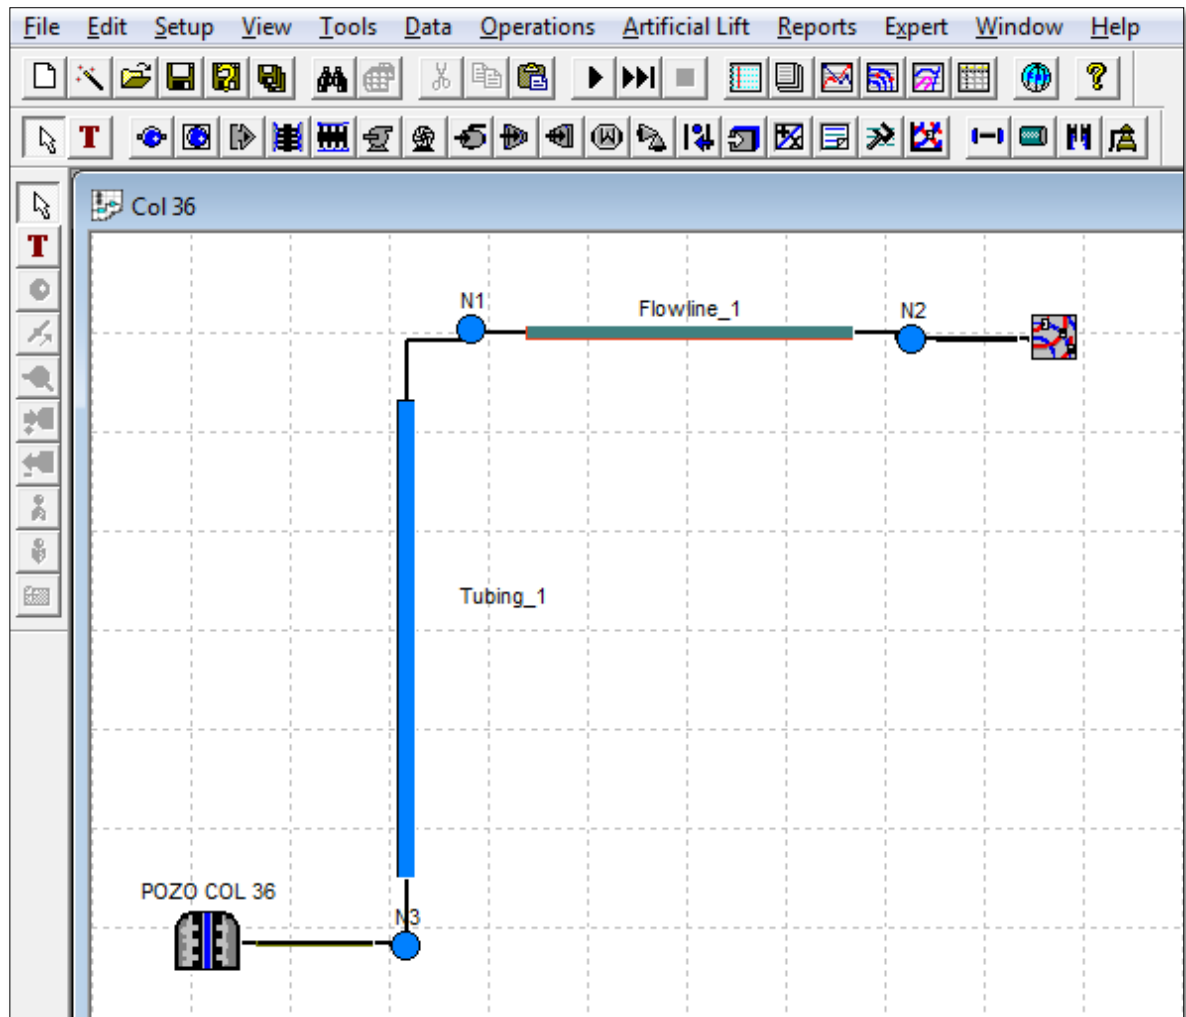 File Edit Setup View Tools Data Operations Artificial Lift Reports Expert Window Help
T
T
Col 36
N1
Flowline_1
N2
Tubing_1
POZO COL 36
N3